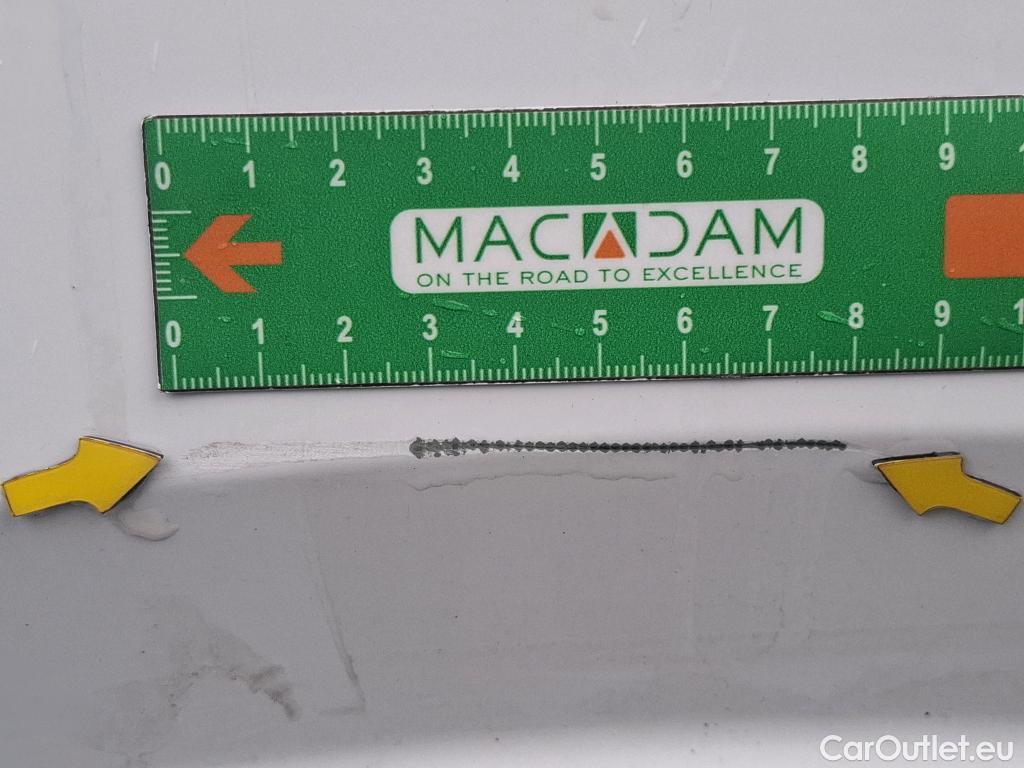 0 1 2 3 4 5 6 7 8 9
MACADAM
ON THE ROAD TO EXCELLENCE
0 1 2 3 4 5 6 7 8 9 1
CarOutlet.eu